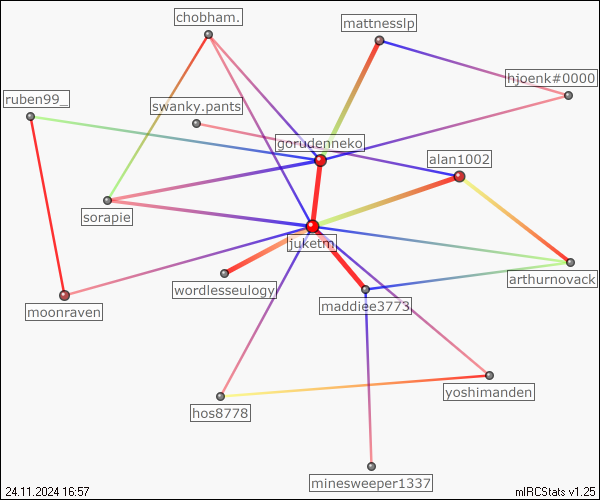 chobham.
mattnesslp
hjoenk#0000
ruben99_
swanky.pants
gorudenneko
alan1002
sorapie
juketm
arthurnovack
wordlesseulogy
maddiee3773
moonraven
yoshimanden
hos8778
minesweeper1337
24.11.2024 16:57
mIRCStats v1.25